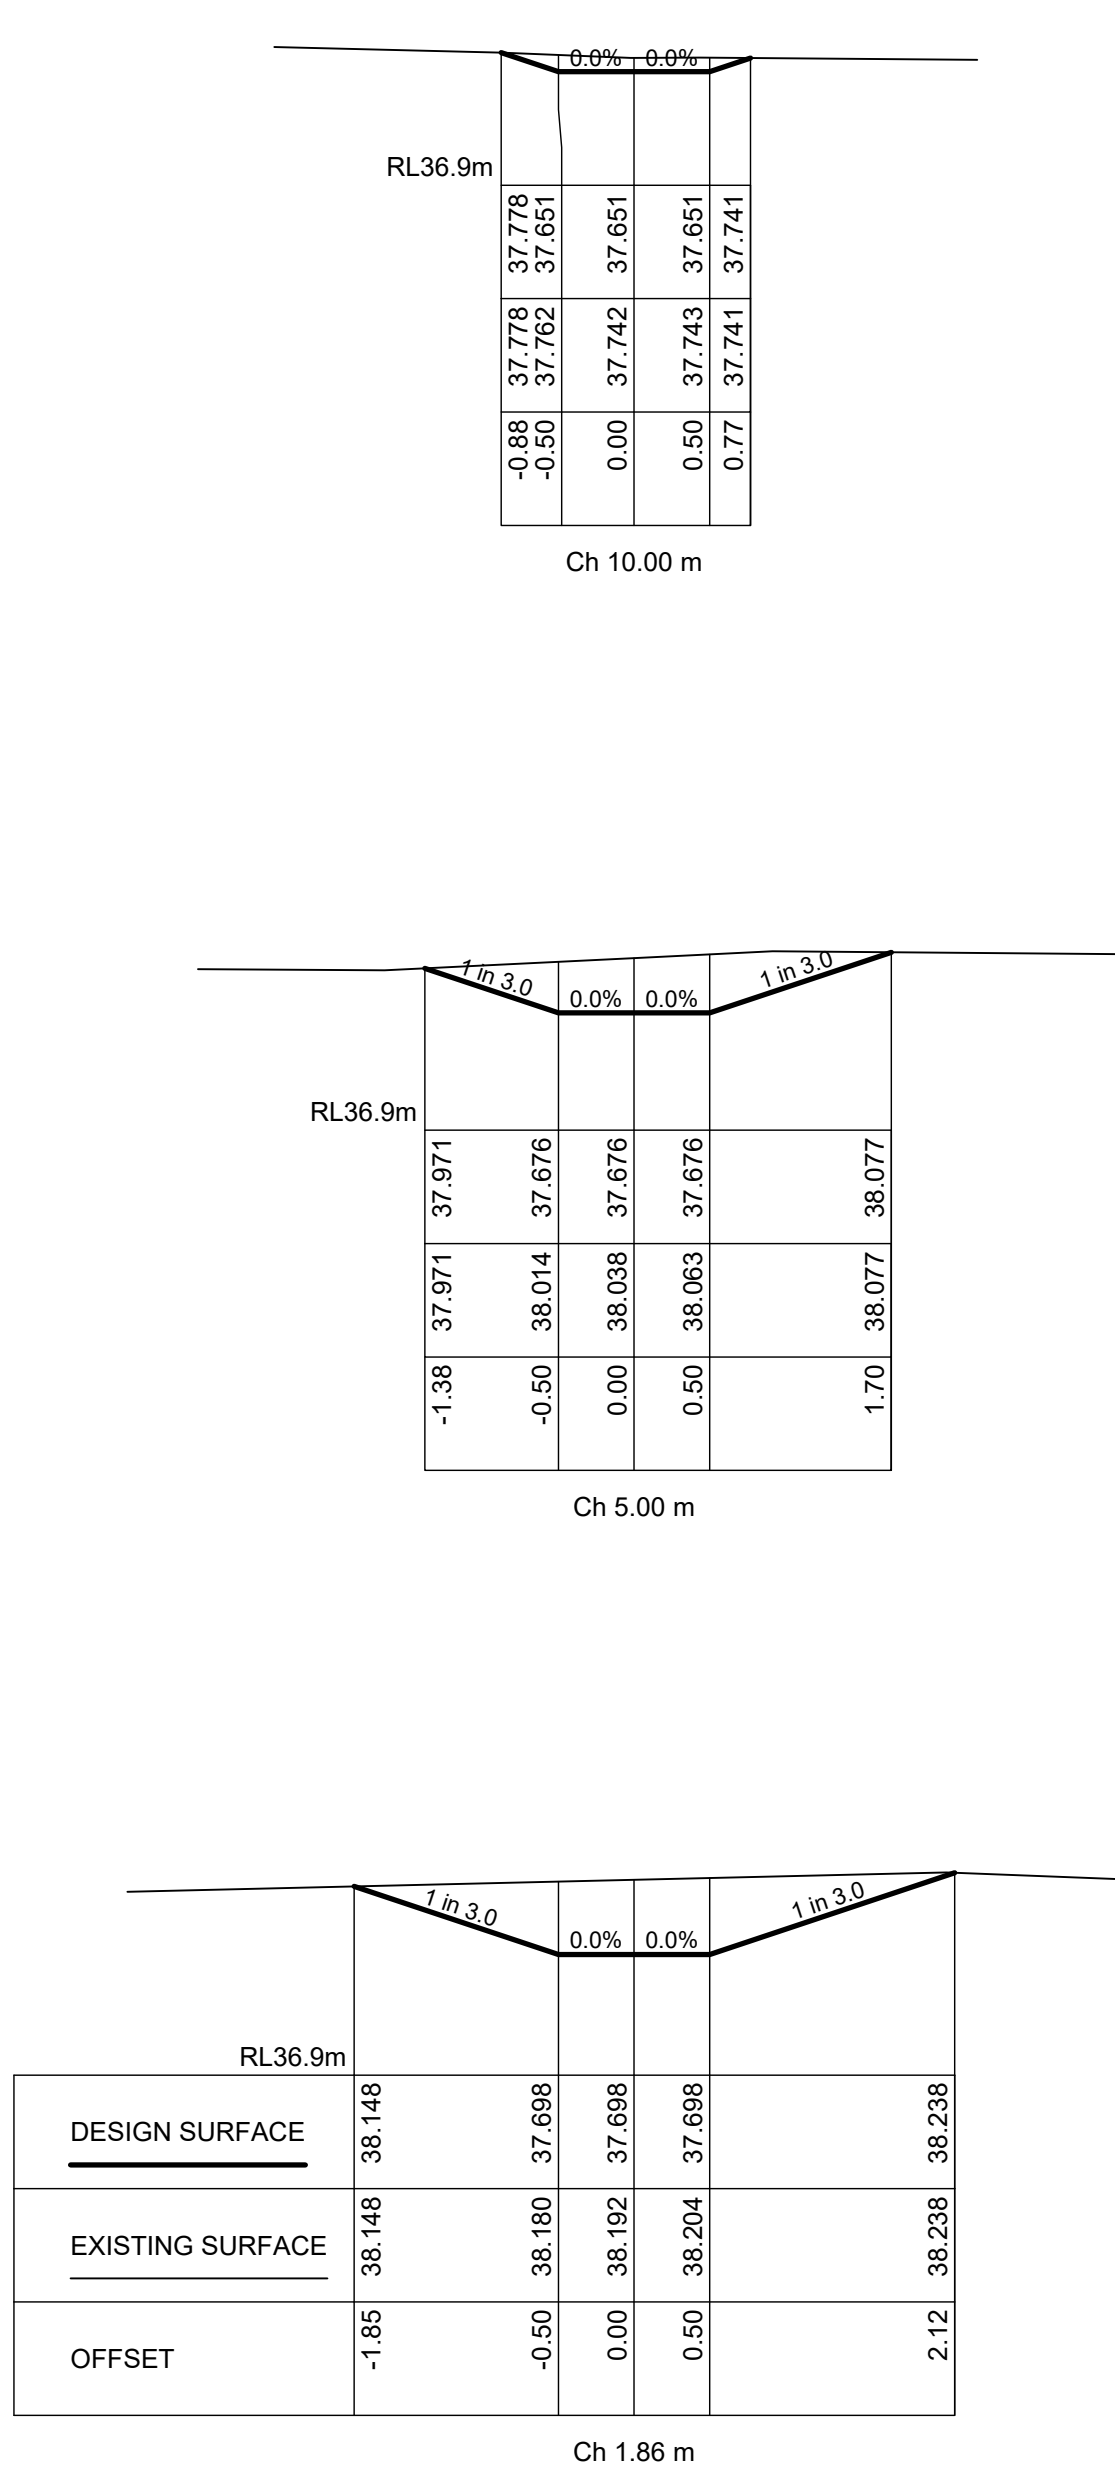 0.0% 0.0%
RL36.9m
37.778 37.651 37.651 37.651 37.741
37.778 37.762 37.742 37.743 37.741
-0.88 -0.50 0.00 0.50 0.77
Ch 10.00 m
1 in 3.0 0.0% 0.0% 1 in 3.0
RL36.9m
37.971 37.676 37.676 37.676 38.077
37.971 38.014 38.038 38.063 38.077
-1.38 -0.50 0.00 0.50 1.70
Ch 5.00 m
1 in 3.0 0.0% 0.0% 1 in 3.0
RL36.9m
DESIGN SURFACE 38.148 37.698 37.698 37.698 38.238
EXISTING SURFACE 38.148 38.180 38.192 38.204 38.238
OFFSET -1.85 -0.50 0.00 0.50 2.12
Ch 1.86 m